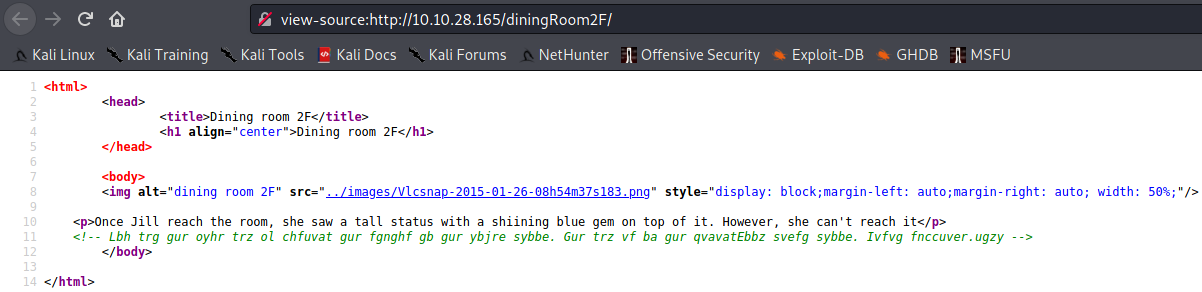 view-source:http://10.10.28.165/diningRoom2F/
Kali Linux Kali Training Kali Tools Kali Docs Kali Forums NetHunter Offensive Security Exploit-DB GHDB MSFU
1 <html>
2 <head>
3 <title>Dining room 2F</title>
4 <h1 align="center">Dining room 2F</h1>
5 </head>
6
7 <body>
8 <img alt="dining room 2F" src="../images/Vlcsnap-2015-01-26-08h54m37s183.png" style="display: block;margin-left: auto;margin-right: auto; width: 50%;"/>
9
10 <p>Once Jill reach the room, she saw a tall status with a shiining blue gem on top of it. However, she can't reach it</p>
11 <!-- Lbh trg gur oyhr trz ol chfuvat gur fgnghf gb gur ybjre sybbe. Gur trz vf ba gur qvavatEbbz svefg sybbe. Ivfvg fnccuver.ugzy -->
12 </body>
13
14 </html>